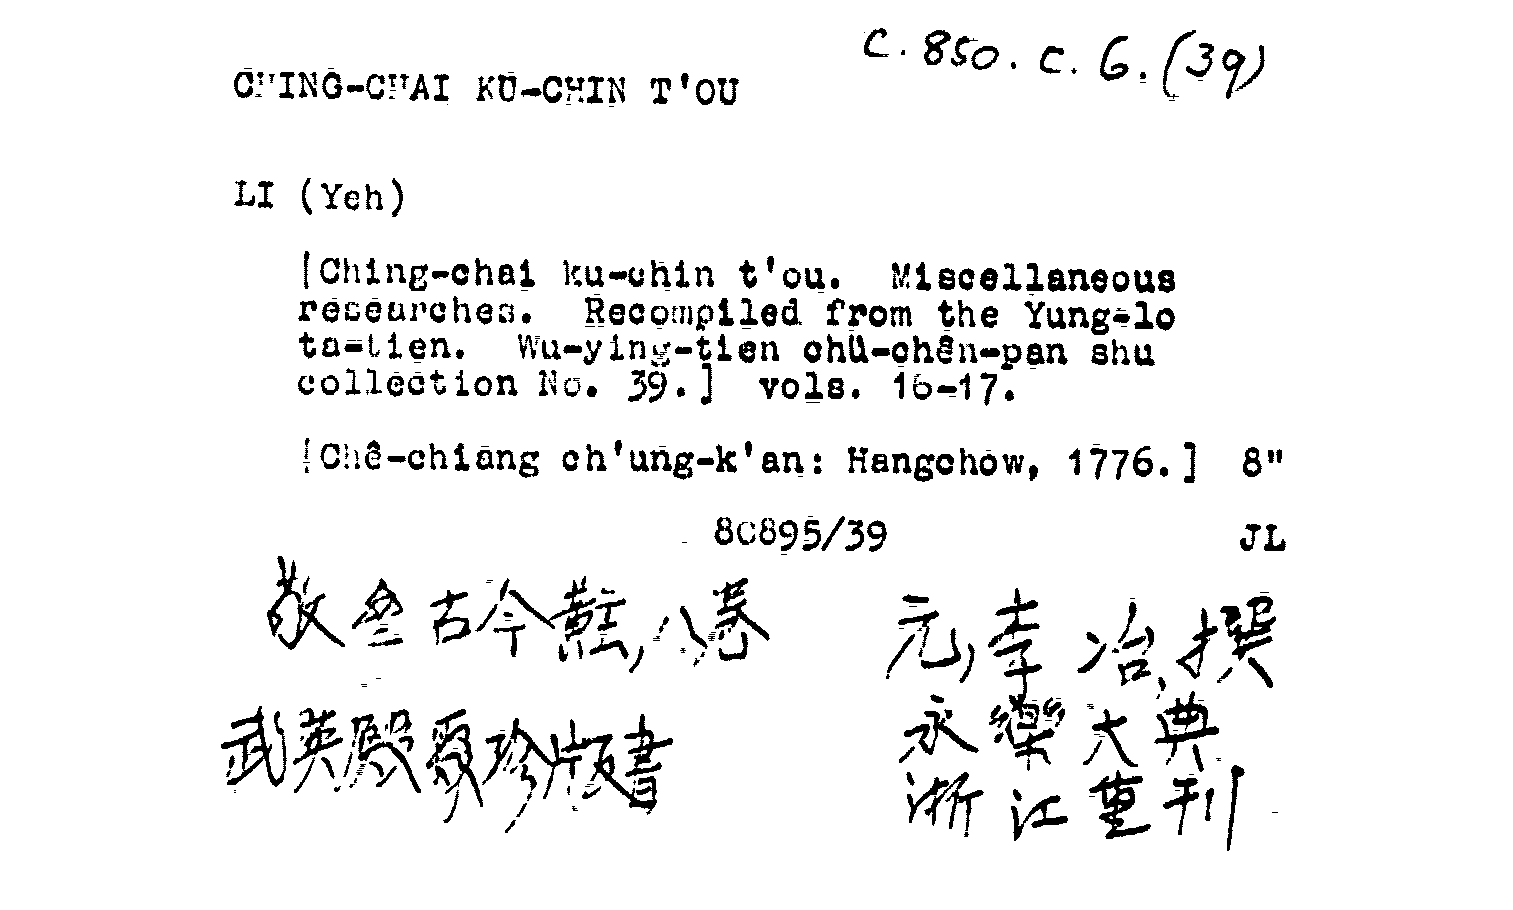 C.850.c.6.(39)
CHING-CHAI KU-CHIN T'OU
LI (Yeh)
[Ching-chai ku-chin t'ou. Miscellaneous
researches. Recompiled from the Yung-lo
ta-tien. Wu-ying-tien chü-chên-pan shu
collection No. 39.] vols. 16-17.
[Chê-chiang ch'ung-k'an: Hangchow, 1776.] 8"
80895/39 JL
敬亝古今黈,八卷
元,李冶,撰
武英殿聚珍版書
永樂大典
浙江重刊